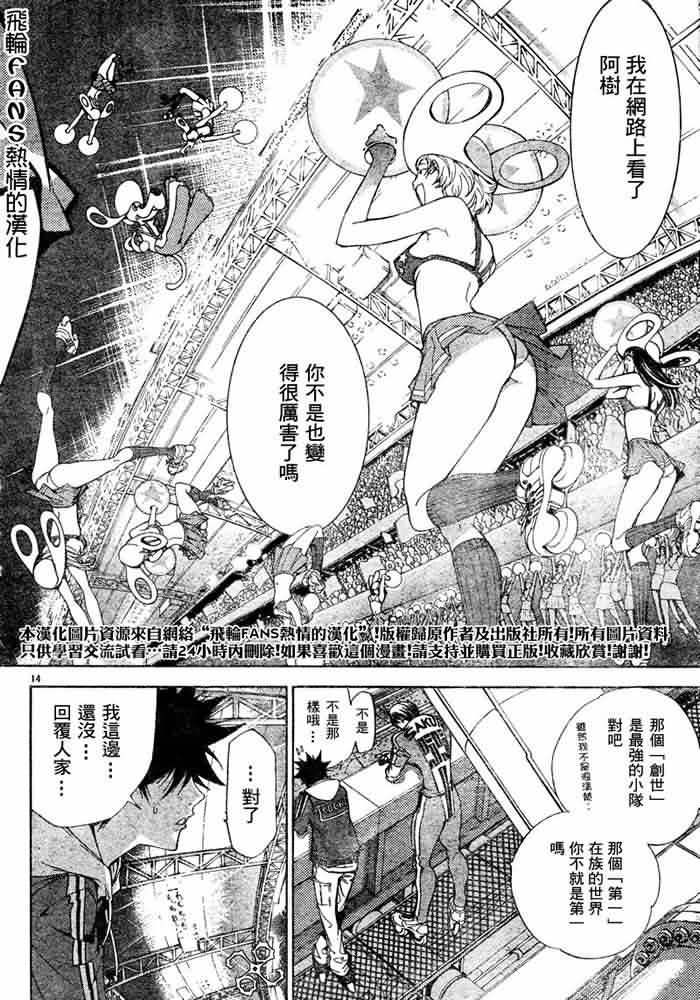 飛輪FANS熱情的漢化
我在網路上看了
阿樹
你不是也變
得很厲害了嗎
本漢化圖片資源來自網絡“飛輪FANS熱情的漢化”!版權歸原作者及出版社所有!所有圖片資料
只供學習交流試看…請24小時內刪除!如果喜歡這個漫畫!請支持並購買正版!收藏欣賞!謝謝!
14
那個「創世」
是最強的小隊
對吧
雖然我不是很清楚…
那個「第一」
在族的世界
你不就是第一
嗎
不是
不是那
樣哦…
…對了
我這邊…
還沒…
回覆人家…